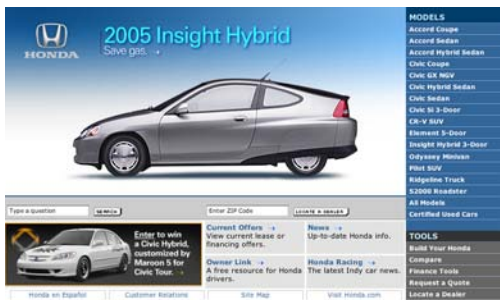 HONDA
2005 Insight Hybrid
Save gas. →
MODELS
Accord Coupe
Accord Sedan
Accord Hybrid Sedan
Civic Coupe
Civic GX NGV
Civic Hybrid Sedan
Civic Sedan
Civic Si 3-Door
CR-V SUV
Element 5-Door
Insight Hybrid 3-Door
Odyssey Minivan
Pilot SUV
Ridgeline Truck
S2000 Roadster
All Models
Certified Used Cars
Type a question
SEARCH
Enter ZIP Code
LOCATE A DEALER
Enter to win
a Civic Hybrid,
customized by
Maroon 5 for
Civic Tour. →
Current Offers →
View current lease or
financing offers.
News →
Up-to-date Honda info.
Owner Link →
A free resource for Honda
drivers.
Honda Racing →
The latest Indy car news.
TOOLS
Build Your Honda
Compare
Finance Tools
Request a Quote
Locate a Dealer
Honda en Español
Customer Relations
Site Map
Visit Honda.com